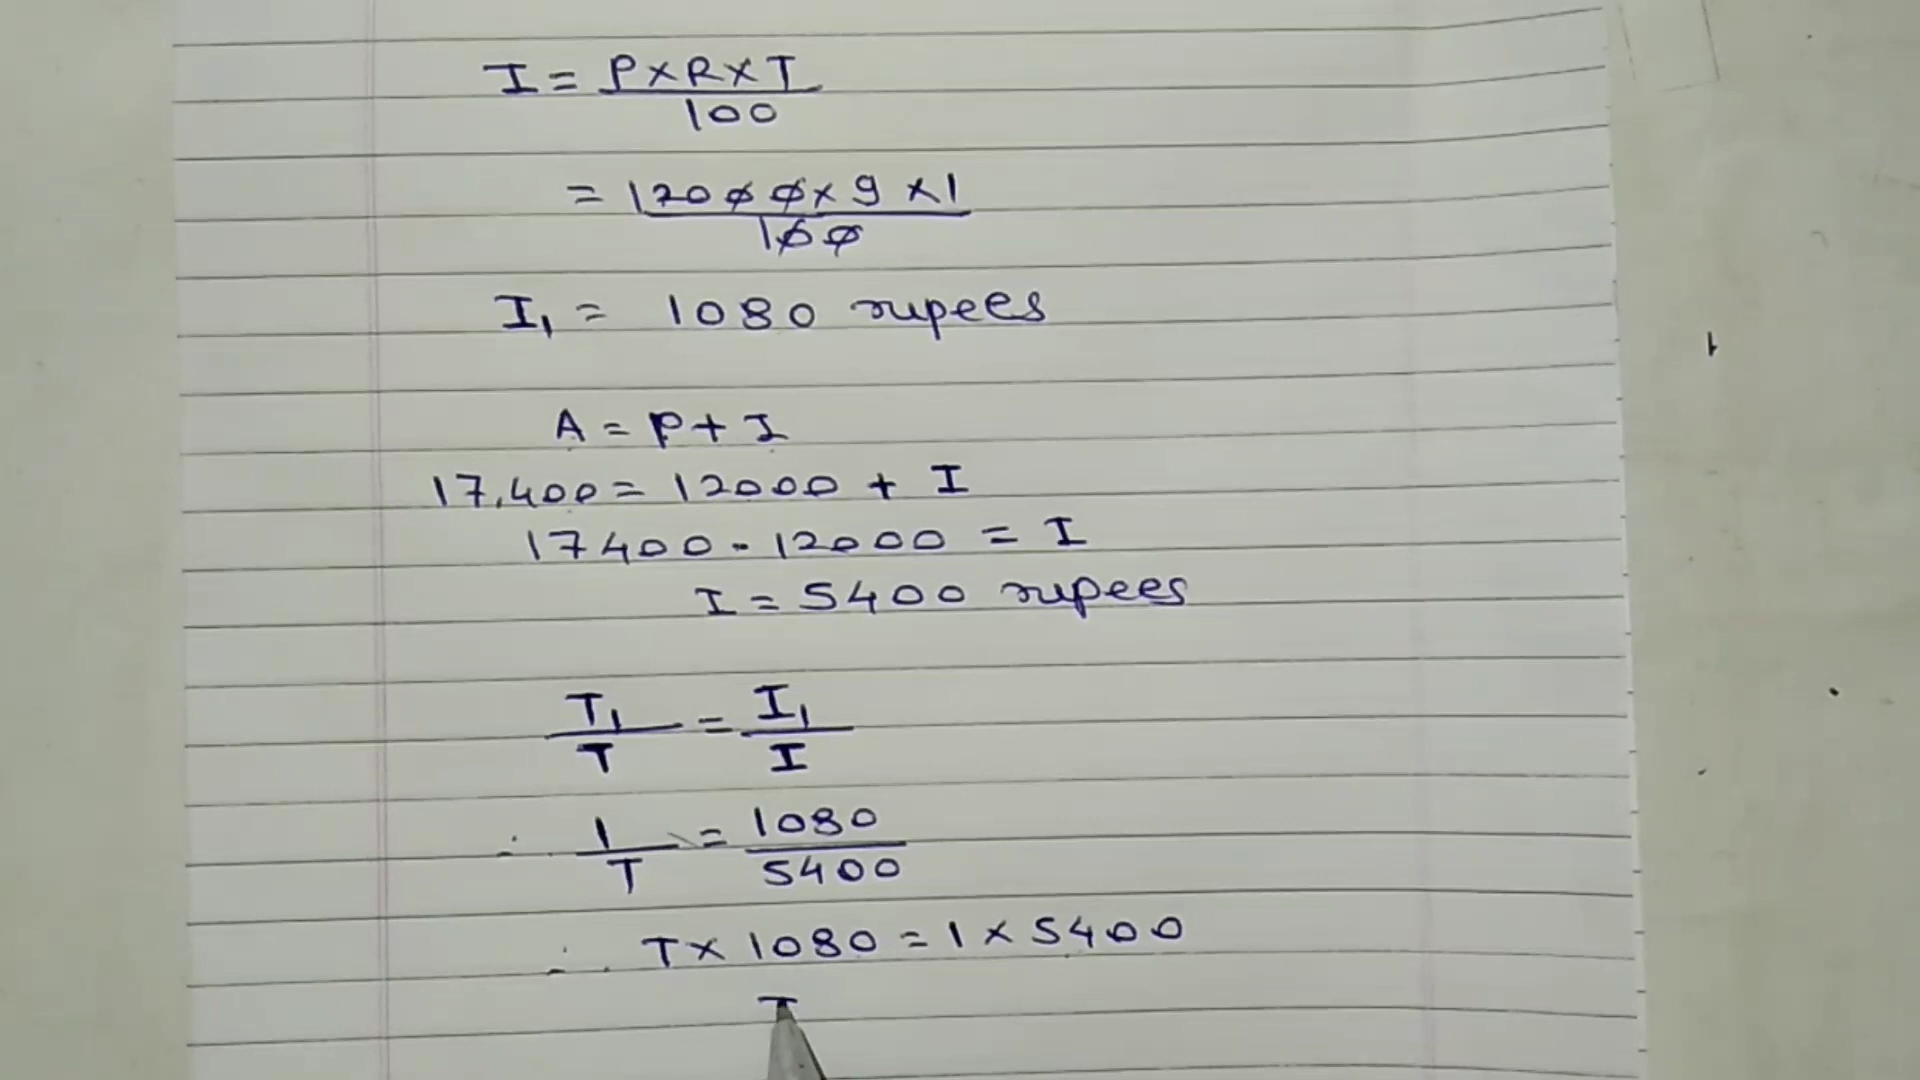 I = P×R×T
100
= 12000 × 9 × 1
100
I₁ = 1080 rupees
A = P + I
17,400 = 12000 + I
17400 - 12000 = I
I = 5400 rupees
T₁ = I₁
T I
∴ 1 = 1080
T 5400
∴ T × 1080 = 1 × 5400
T